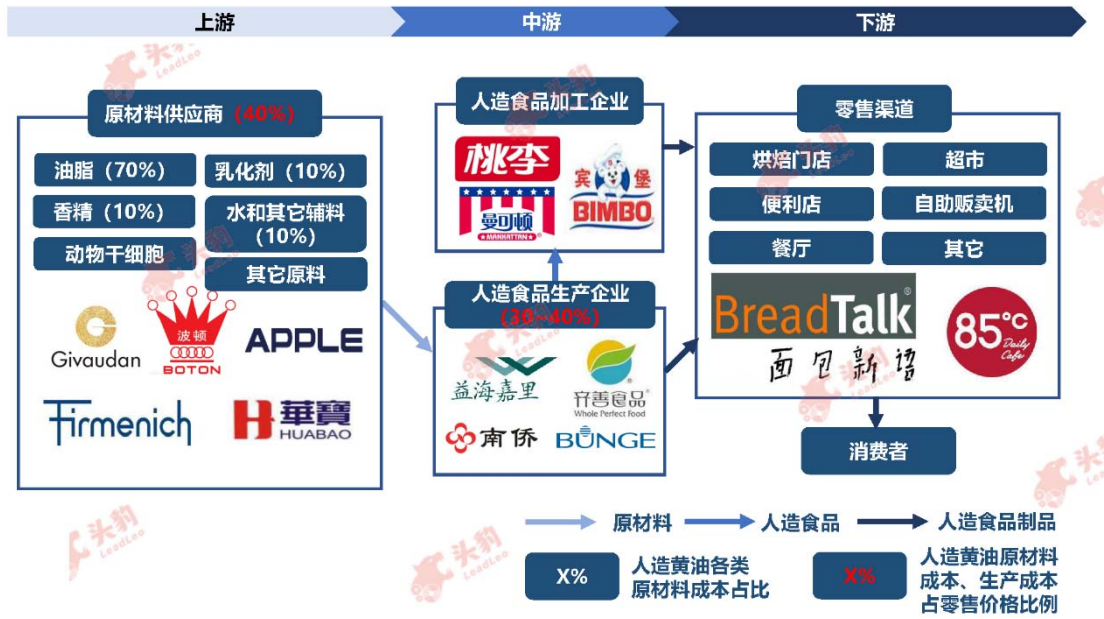 上游
中游
下游
原材料供应商（40%）
油脂（70%）
乳化剂（10%）
香精（10%）
水和其它辅料
（10%）
动物干细胞
其它原料
Givaudan
波顿
BOTON
APPLE
Firmenich
華寶
HUABAO
人造食品加工企业
桃李
曼可顿
MANHATTAN
宾堡
BIMBO
人造食品生产企业
（30~40%）
益海嘉里
齐善食品
Whole Perfect Food
南侨
BUNGE
零售渠道
烘焙门店
超市
便利店
自助贩卖机
餐厅
其它
BreadTalk
面包新语
85°C
Daily
Cafe
消费者
原材料
人造食品
人造食品制品
X%
人造黄油各类
原材料成本占比
X%
人造黄油原材料
成本、生产成本
占零售价格比例
头豹
LeadLeo